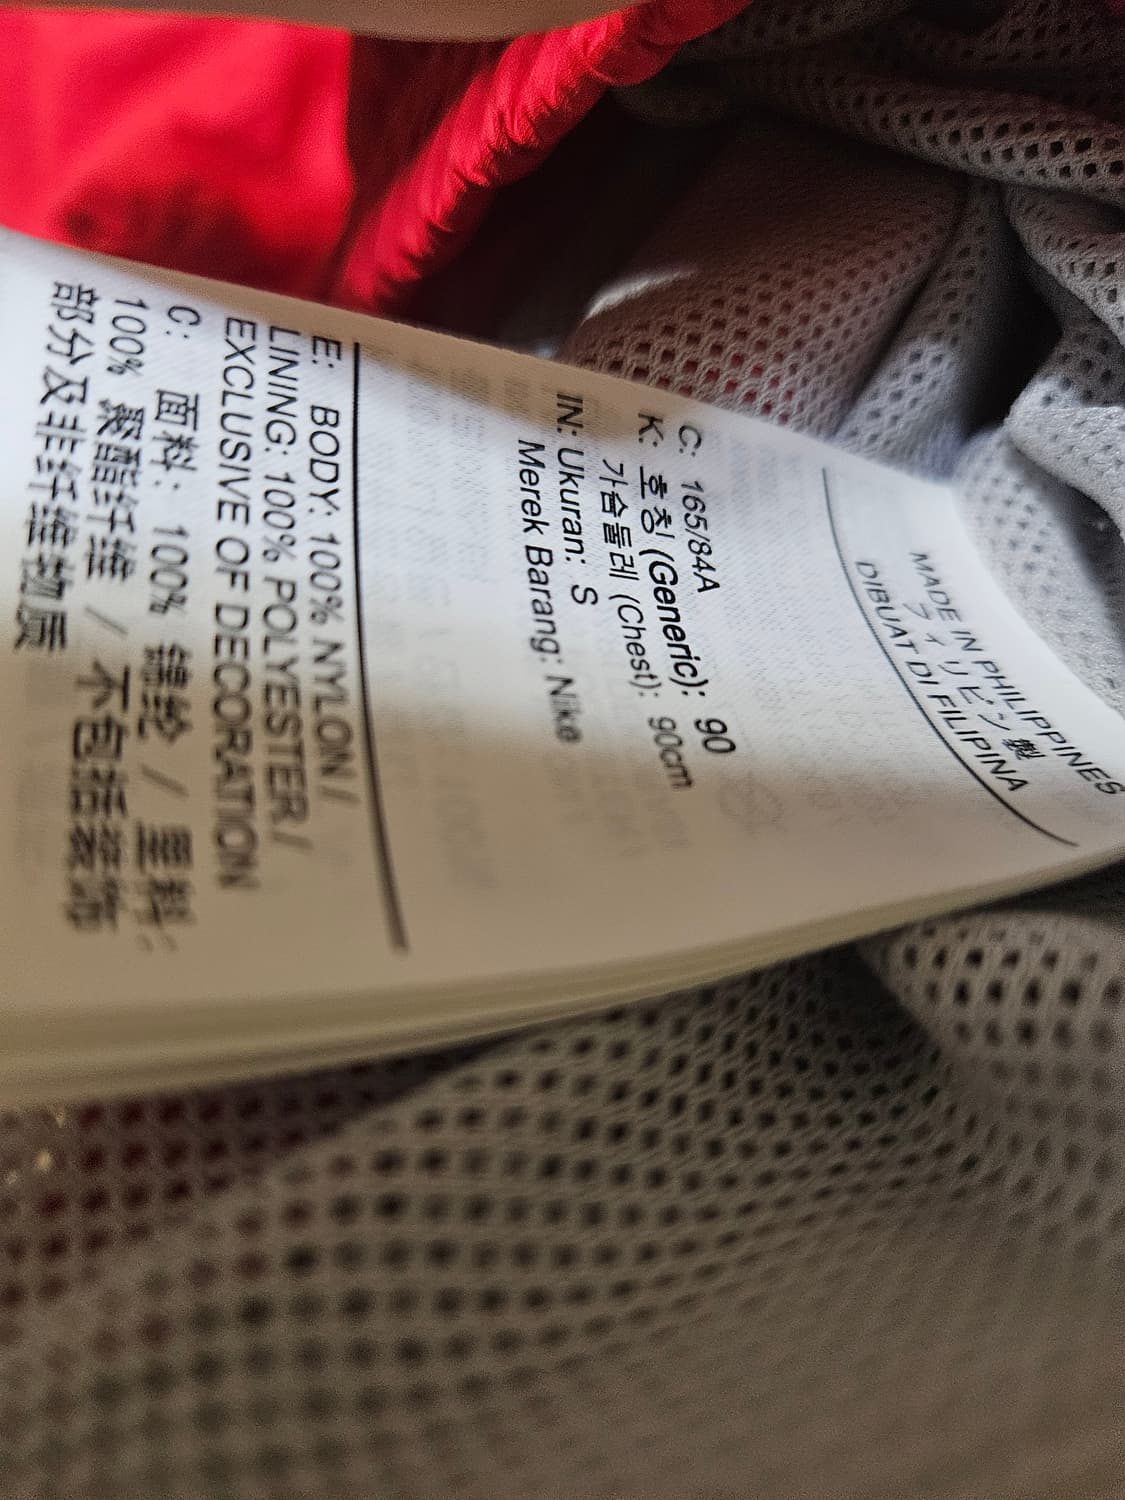 MADE IN PHILIPPINES
フィリピン製
DIBUAT DI FILIPINA
C: 165/84A
K: 호칭 (Generic): 90
가슴둘레 (Chest): 90cm
IN: Ukuran: S
Merek Barang: Nike
E: BODY: 100% NYLON /
LINING: 100% POLYESTER /
EXCLUSIVE OF DECORATION
C: 面料: 100% 锦纶 / 里料:
100% 聚酯纤维 / 不包括装饰
部分及非纤维物质